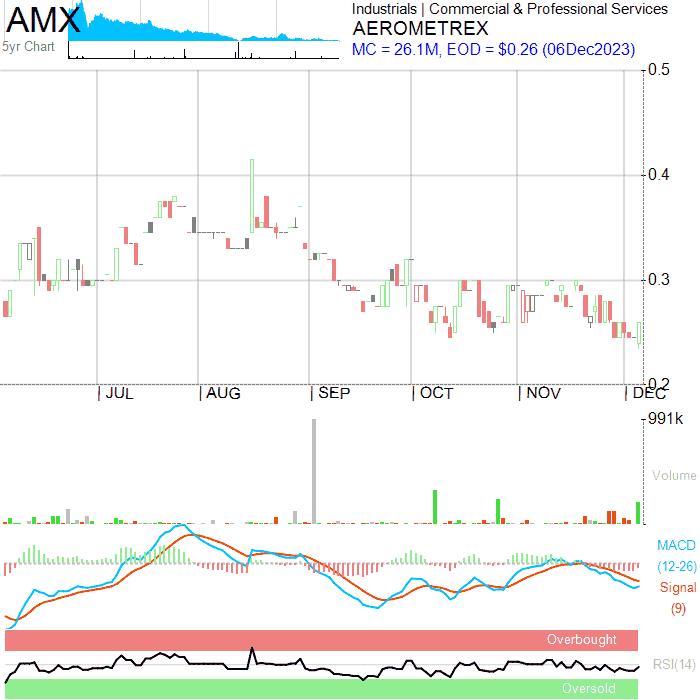 AMX
5yr Chart
Industrials | Commercial & Professional Services
AEROMETREX
MC = 26.1M, EOD = $0.26 (06Dec2023)
0.5
0.4
0.3
0.2
JUL
AUG
SEP
OCT
NOV
DEC
991k
Volume
MACD
(12-26)
Signal
(9)
Overbought
RSI(14)
Oversold